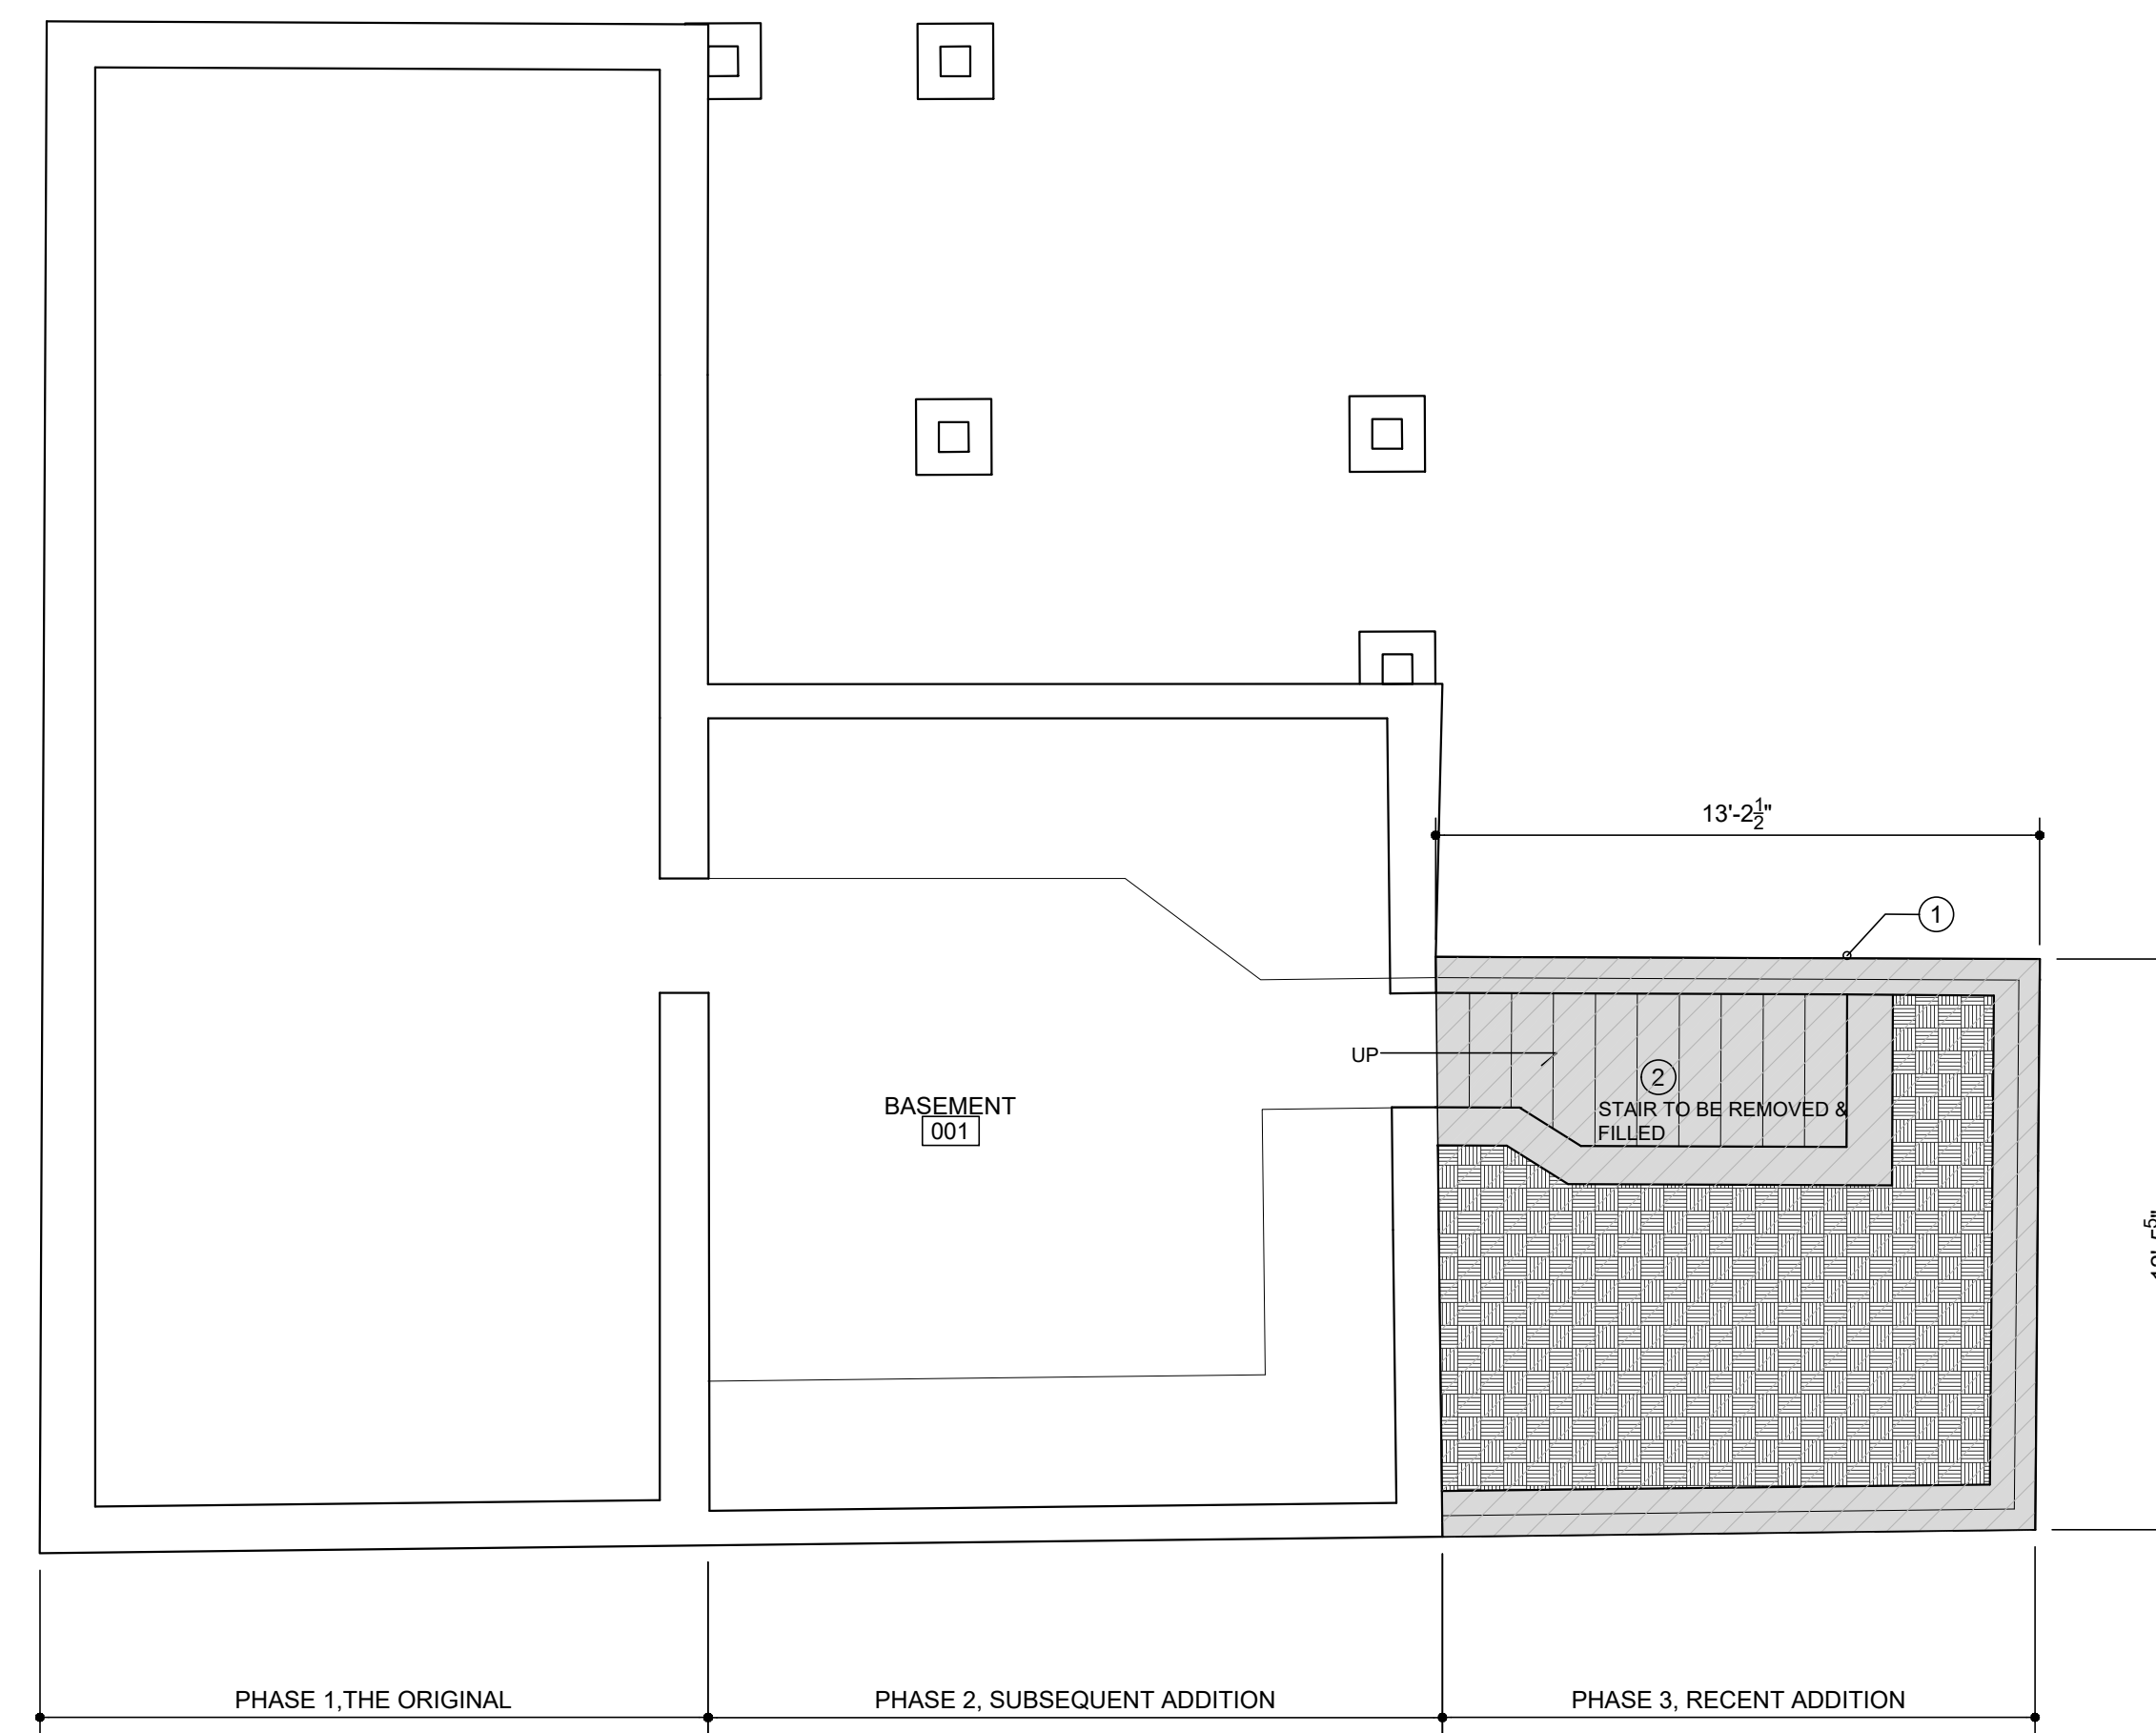 13'-2½"
1
UP
2
STAIR TO BE REMOVED &
FILLED
BASEMENT
001
PHASE 1,THE ORIGINAL
PHASE 2, SUBSEQUENT ADDITION
PHASE 3, RECENT ADDITION